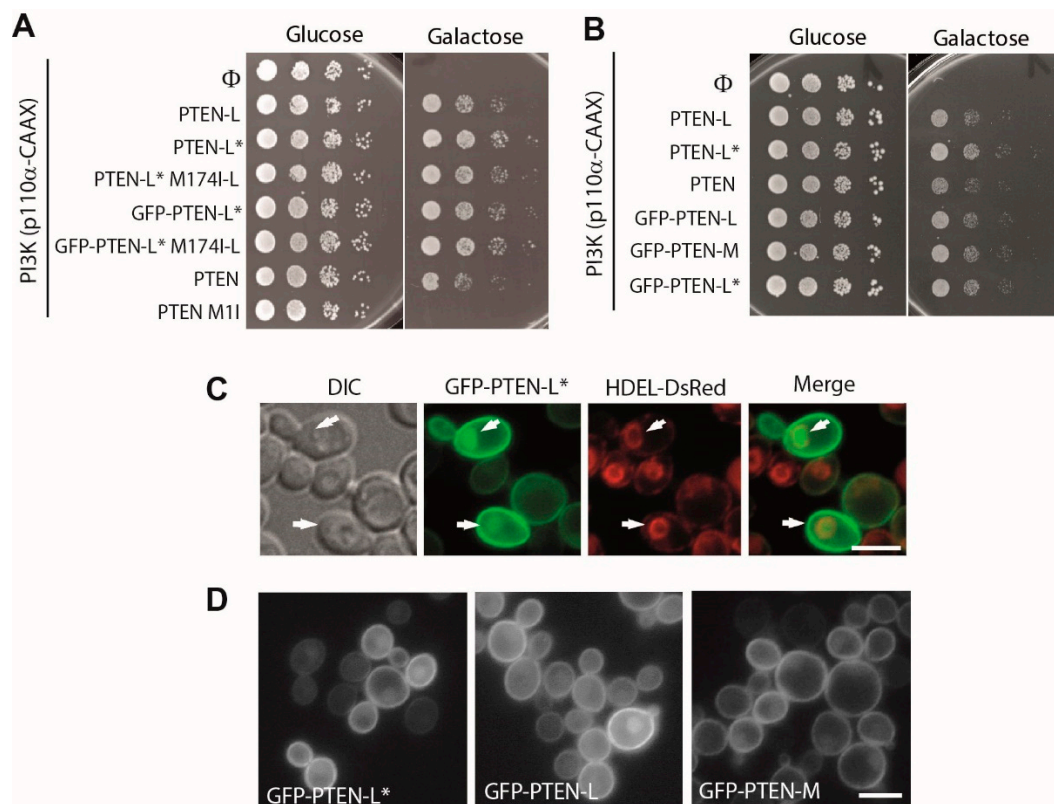 A
Glucose
Galactose
PI3K (p110α-CAAX)
Φ
PTEN-L
PTEN-L*
PTEN-L* M174I-L
GFP-PTEN-L*
GFP-PTEN-L* M174I-L
PTEN
PTEN M1I
B
Glucose
Galactose
PI3K (p110α-CAAX)
Φ
PTEN-L
PTEN-L*
PTEN
GFP-PTEN-L
GFP-PTEN-M
GFP-PTEN-L*
C
DIC
GFP-PTEN-L*
HDEL-DsRed
Merge
D
GFP-PTEN-L*
GFP-PTEN-L
GFP-PTEN-M